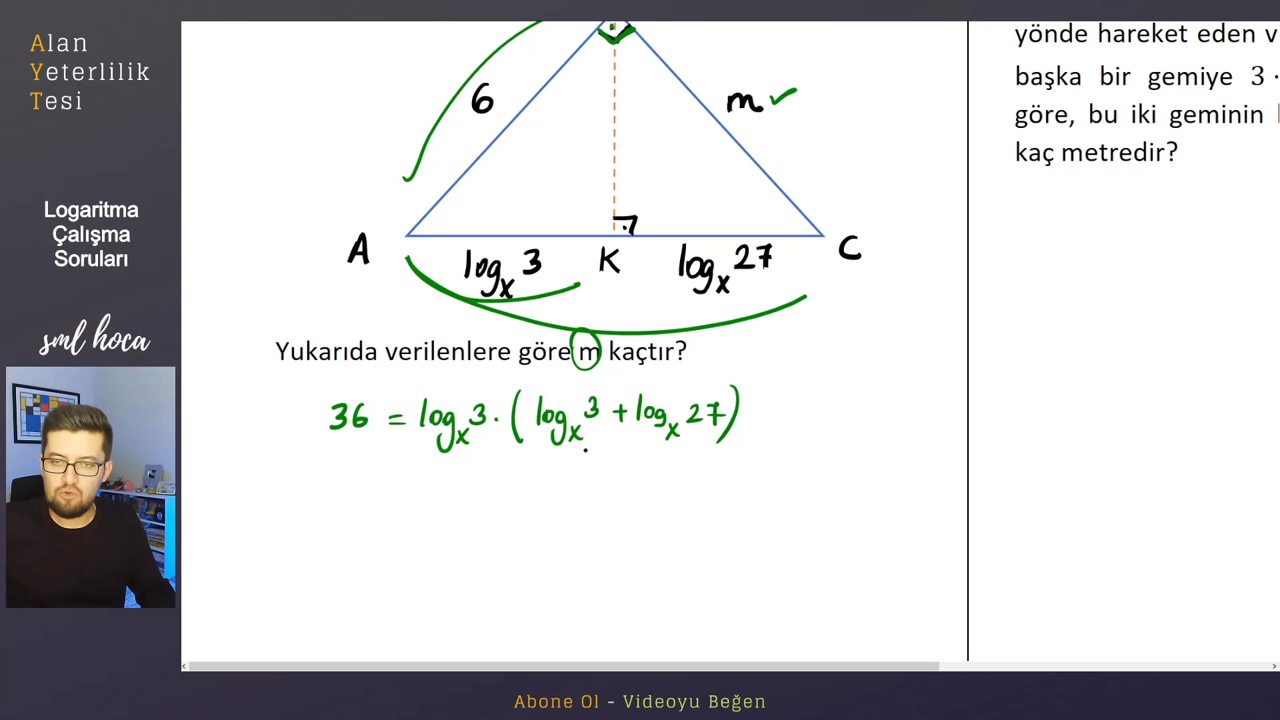 Alan
Yeterlilik
Tesi
Logaritma
Çalışma
Soruları
sml hoca
6
m
A
log_x 3
K
log_x 27
C
Yukarıda verilenlere göre m kaçtır?
36 = log_x 3 · (log_x 3 + log_x 27)
yönde hareket eden v
başka bir gemiye 3 ·
göre, bu iki geminin
kaç metredir?
Abone Ol - Videoyu Beğen